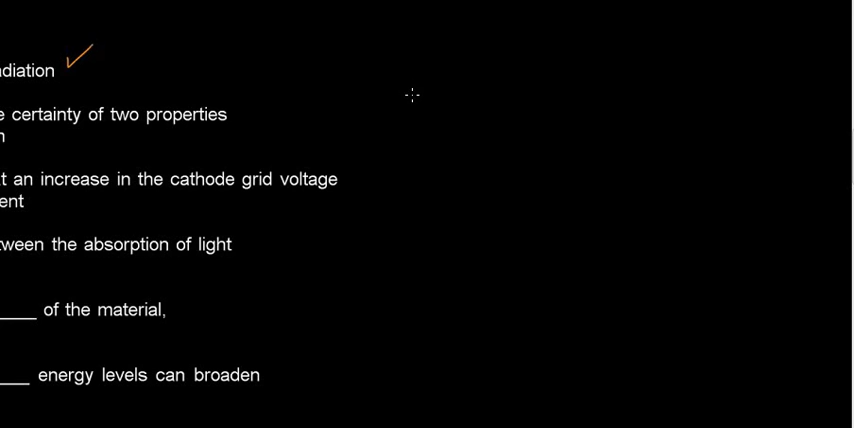 adiation
e certainty of two properties
n
t an increase in the cathode grid voltage
ent
tween the absorption of light
____ of the material,
___ energy levels can broaden